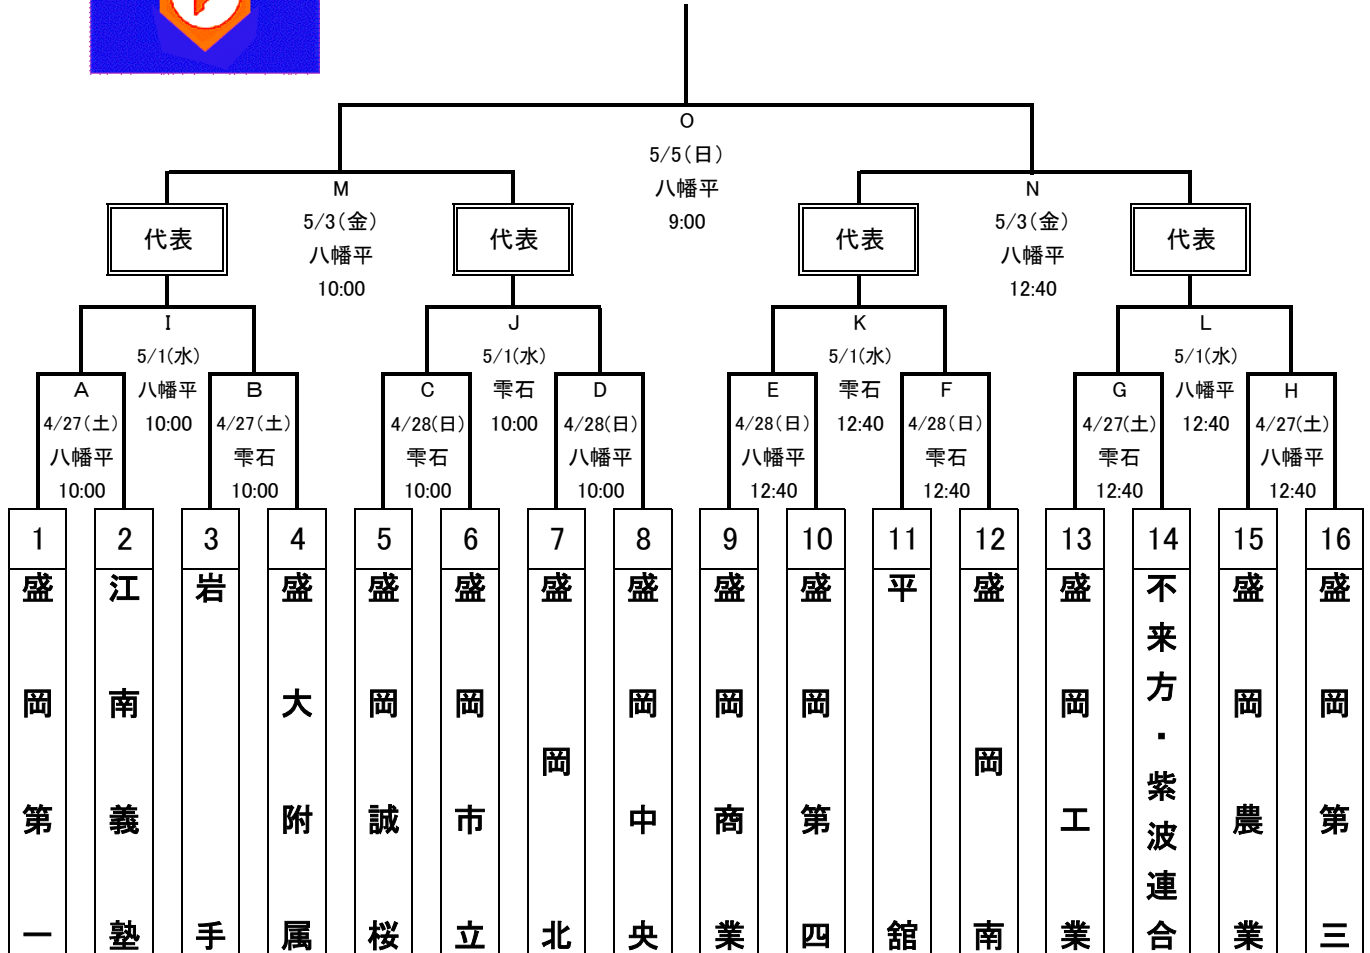 O
5/5(日)
八幡平
9:00
M
5/3(金)
八幡平
10:00
N
5/3(金)
八幡平
12:40
代表
代表
代表
代表
I
5/1(水)
八幡平
10:00
J
5/1(水)
雫石
10:00
K
5/1(水)
雫石
12:40
L
5/1(水)
八幡平
12:40
A
4/27(土)
八幡平
10:00
B
4/27(土)
雫石
10:00
C
4/28(日)
雫石
10:00
D
4/28(日)
八幡平
10:00
E
4/28(日)
八幡平
12:40
F
4/28(日)
雫石
12:40
G
4/27(土)
雫石
12:40
H
4/27(土)
八幡平
12:40
1
盛岡第一
2
江南義塾
3
岩手
4
盛大附属
5
盛岡誠桜
6
盛岡市立
7
盛岡北
8
盛岡中央
9
盛岡商業
10
盛岡第四
11
平舘
12
盛岡南
13
盛岡工業
14
不来方・紫波連合
15
盛岡農業
16
盛岡第三